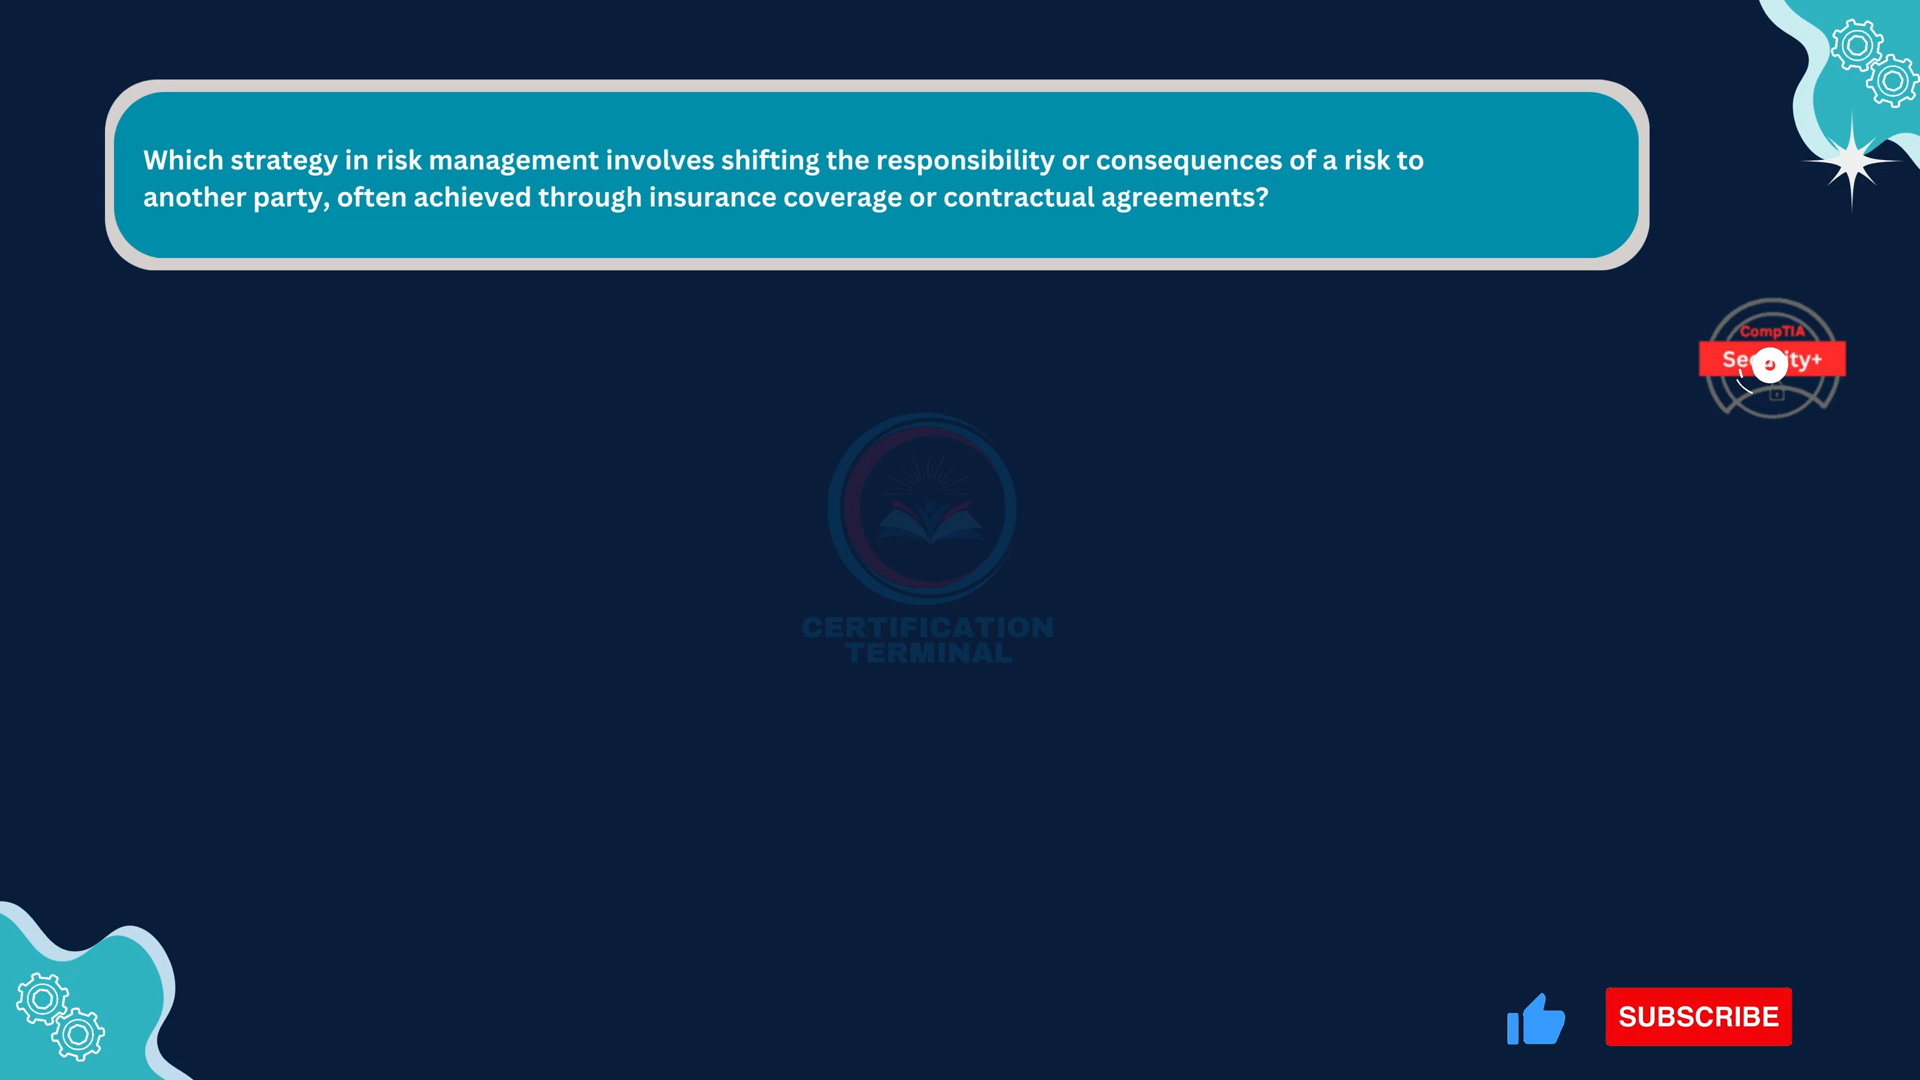 Which strategy in risk management involves shifting the responsibility or consequences of a risk to
another party, often achieved through insurance coverage or contractual agreements?
CompTIA
CERTIFICATION
TERMINAL
SUBSCRIBE